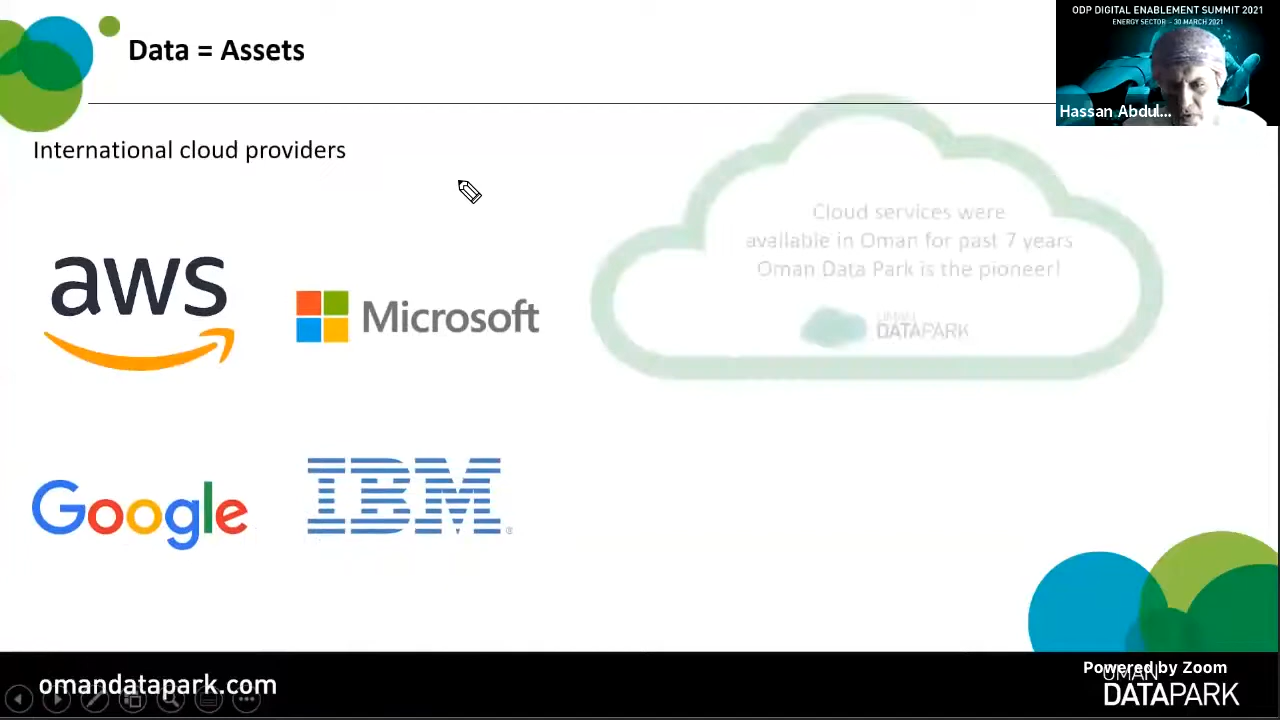 Data = Assets
ODP DIGITAL ENABLEMENT SUMMIT 2021
ENERGY SECTOR - 30 MARCH 2021
Hassan Abdul...
International cloud providers
Cloud services were
available in Oman for past 7 years
Oman Data Park is the pioneer!
OMAN
DATAPARK
aws
Microsoft
Google
IBM®
omandatapark.com
Powered by Zoom
OMAN
DATAPARK